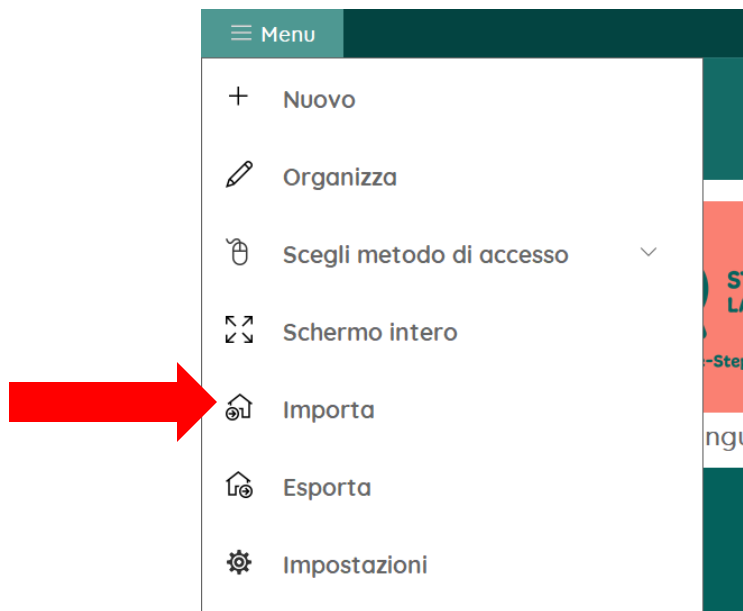 Menu
Nuovo
Organizza
Scegli metodo di accesso
Schermo intero
Importa
Esporta
Impostazioni